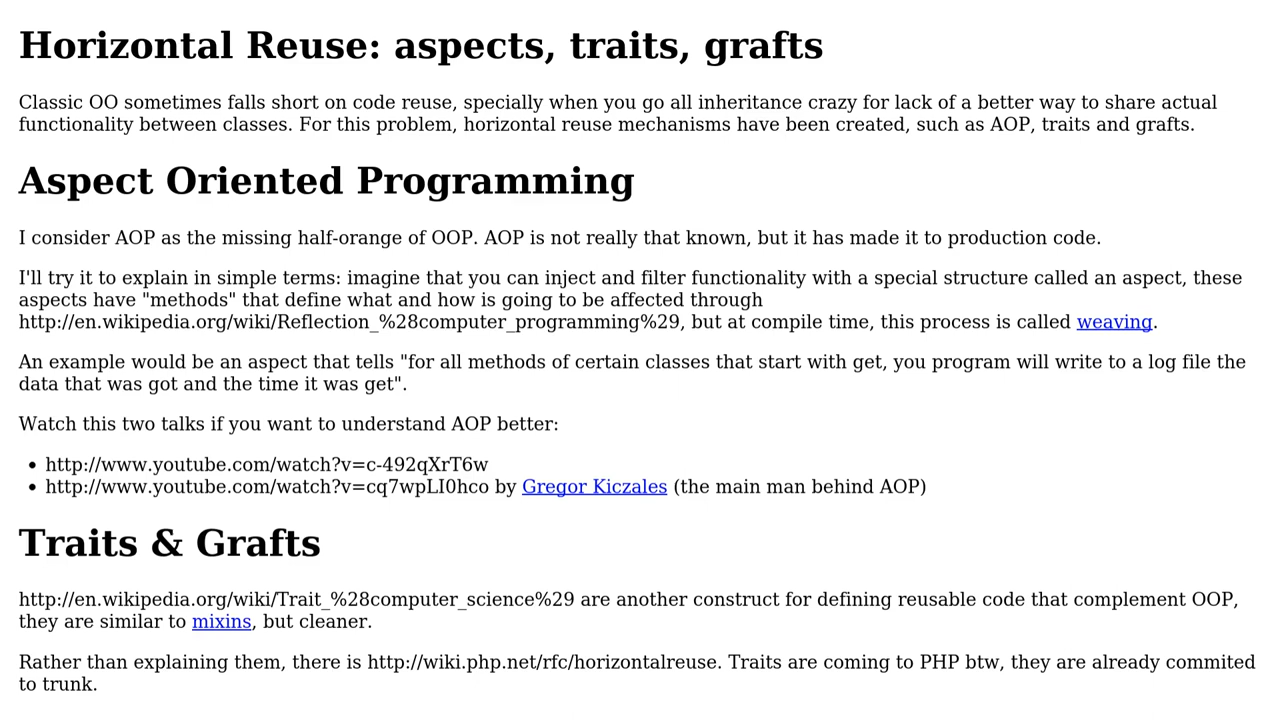 Horizontal Reuse: aspects, traits, grafts
Classic OO sometimes falls short on code reuse, specially when you go all inheritance crazy for lack of a better way to share actual
functionality between classes. For this problem, horizontal reuse mechanisms have been created, such as AOP, traits and grafts.
Aspect Oriented Programming
I consider AOP as the missing half-orange of OOP. AOP is not really that known, but it has made it to production code.
I'll try it to explain in simple terms: imagine that you can inject and filter functionality with a special structure called an aspect, these
aspects have "methods" that define what and how is going to be affected through
http://en.wikipedia.org/wiki/Reflection_%28computer_programming%29, but at compile time, this process is called weaving.
An example would be an aspect that tells "for all methods of certain classes that start with get, you program will write to a log file the
data that was got and the time it was get".
Watch this two talks if you want to understand AOP better:
• http://www.youtube.com/watch?v=c-492qXrT6w
• http://www.youtube.com/watch?v=cq7wpLI0hco by Gregor Kiczales (the main man behind AOP)
Traits & Grafts
http://en.wikipedia.org/wiki/Trait_%28computer_science%29 are another construct for defining reusable code that complement OOP,
they are similar to mixins, but cleaner.
Rather than explaining them, there is http://wiki.php.net/rfc/horizontalreuse. Traits are coming to PHP btw, they are already commited
to trunk.